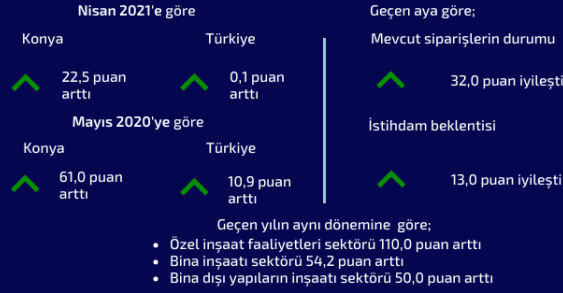 Nisan 2021'e göre
Konya
Türkiye
22,5 puan
arttı
0,1 puan
arttı
Mayıs 2020'ye göre
Konya
Türkiye
61,0 puan
arttı
10,9 puan
arttı
Geçen aya göre;
Mevcut siparişlerin durumu
32,0 puan iyileşti
İstihdam beklentisi
13,0 puan iyileşti
Geçen yılın aynı dönemine göre;
• Özel inşaat faaliyetleri sektörü 110,0 puan arttı
• Bina inşaatı sektörü 54,2 puan arttı
• Bina dışı yapıların inşaatı sektörü 50,0 puan arttı